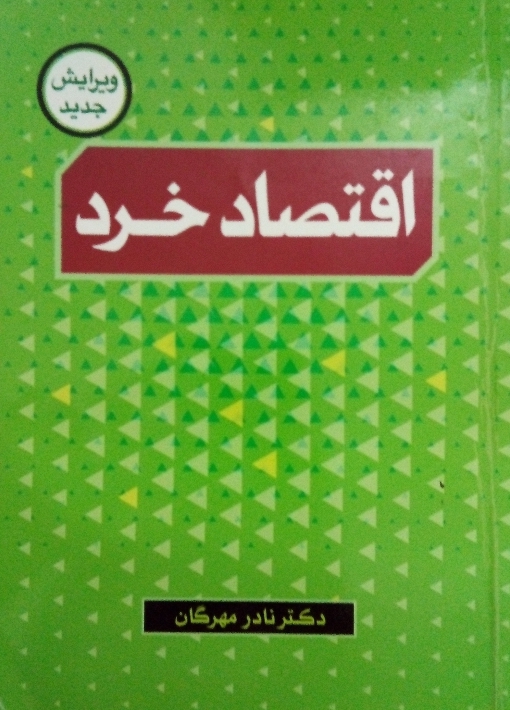 ویرایش
جدید
اقتصاد خرد
دکتر نادر مهرگان